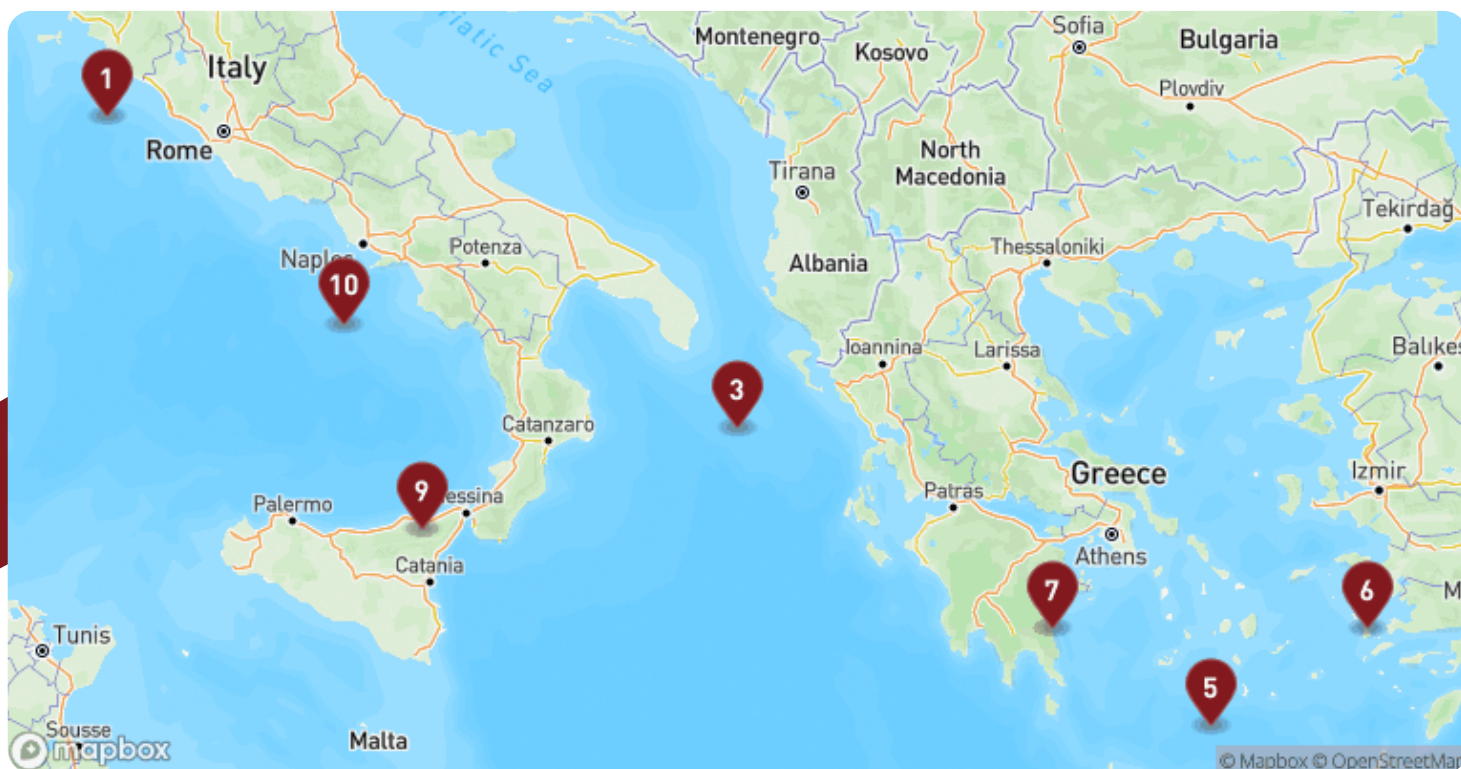 Adriatic Sea
Montenegro
Kosovo
Sofia
Bulgaria
1
Italy
Plovdiv
Rome
Tirana
North
Macedonia
Tekirdağ
Naples
Potenza
Thessaloniki
Albania
10
Ioannina
Larissa
Balıkes
3
Catanzaro
Greece
Izmir
9
essina
Palermo
Patras
Athens
Catania
7
6
M
Tunis
5
Sousse
Malta
mapbox
© Mapbox © OpenStreetMap